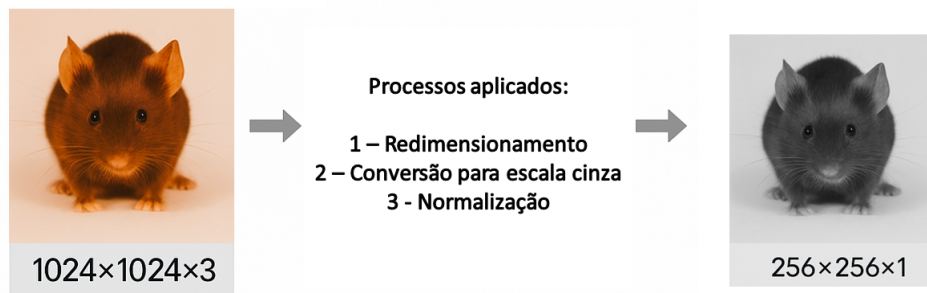 Processos aplicados:
1 – Redimensionamento
2 – Conversão para escala cinza
3 - Normalização
1024×1024×3
256×256×1